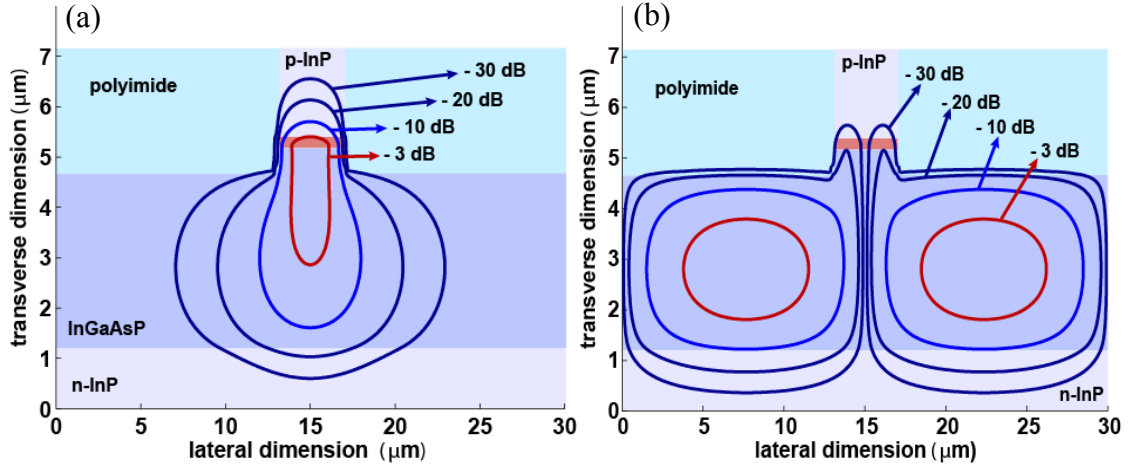 (a)
7
6
5
4
3
2
1
0
transverse dimension (μm)
p-InP
polyimide
- 30 dB
- 20 dB
- 10 dB
- 3 dB
InGaAsP
n-InP
0 5 10 15 20 25 30
lateral dimension (μm)
(b)
7
6
5
4
3
2
1
0
transverse dimension (μm)
p-InP
polyimide
- 30 dB
- 20 dB
- 10 dB
- 3 dB
n-InP
0 5 10 15 20 25 30
lateral dimension (μm)